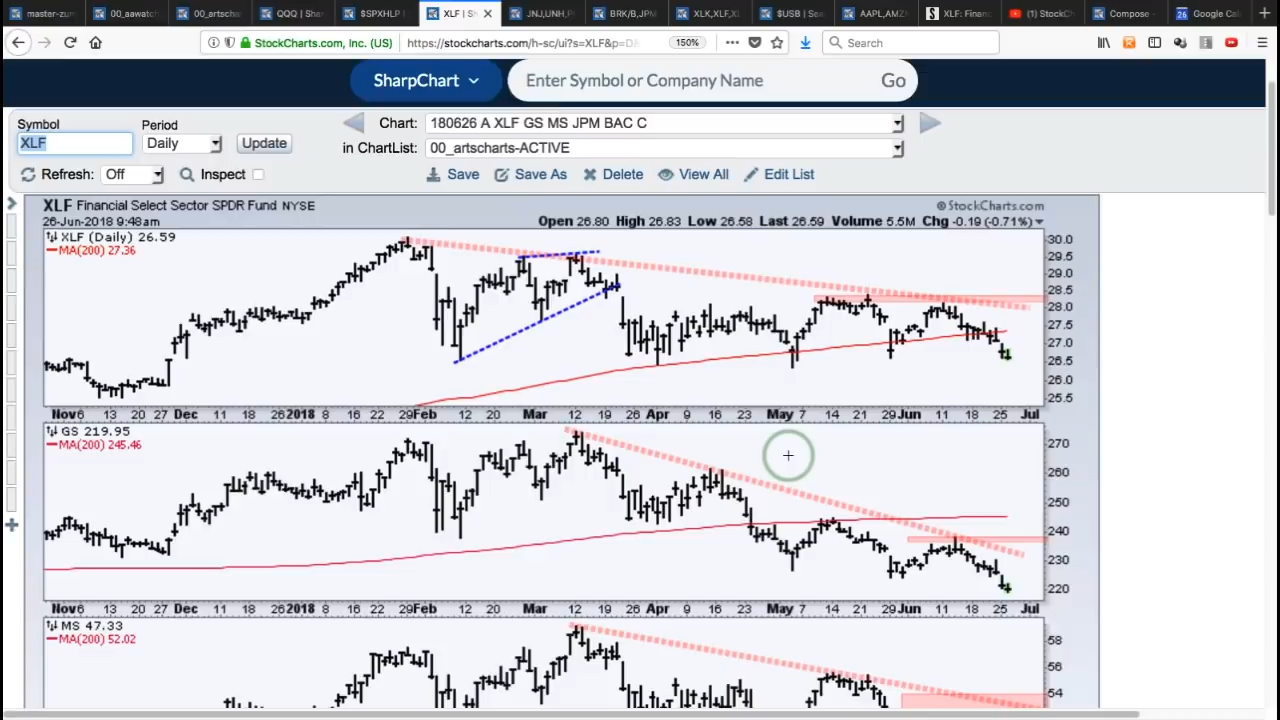 master-zum
00_aawatch
00_artschar
QQQ | Shar
$SPXHLP |
XLF | Sh
JNJ,UNH,P
BRK/B,JPM
XLK,XLF,X
$USB | See
AAPL,AMZ
XLF: Finan
(1) StockCh
Compose –
26 Google Cal
StockCharts.com, Inc. (US)
https://stockcharts.com/h-sc/ui?s=XLF&p=D
150%
Search
SharpChart
Enter Symbol or Company Name
Go
Symbol
Period
Chart:
180626 A XLF GS MS JPM BAC C
XLF
Daily
Update
in ChartList:
00_artscharts-ACTIVE
Refresh:
Off
Inspect
Save
Save As
Delete
View All
Edit List
XLF Financial Select Sector SPDR Fund NYSE
© StockCharts.com
26-Jun-2018 9:48am
Open 26.80 High 26.83 Low 26.58 Last 26.59 Volume 5.5M Chg -0.19 (-0.71%)
XLF (Daily) 26.59
MA(200) 27.36
30.0
29.5
29.0
28.5
28.0
27.5
27.0
26.5
26.0
25.5
Nov 6 13 20 27 Dec 11 18 26 2018 8 16 22 29 Feb 12 20 Mar 12 19 26 Apr 9 16 23 May 7 14 21 29 Jun 11 18 25 Jul
GS 219.95
MA(200) 245.46
270
260
250
240
230
220
Nov 6 13 20 27 Dec 11 18 26 2018 8 16 22 29 Feb 12 20 Mar 12 19 26 Apr 9 16 23 May 7 14 21 29 Jun 11 18 25 Jul
MS 47.33
MA(200) 52.02
58
56
54